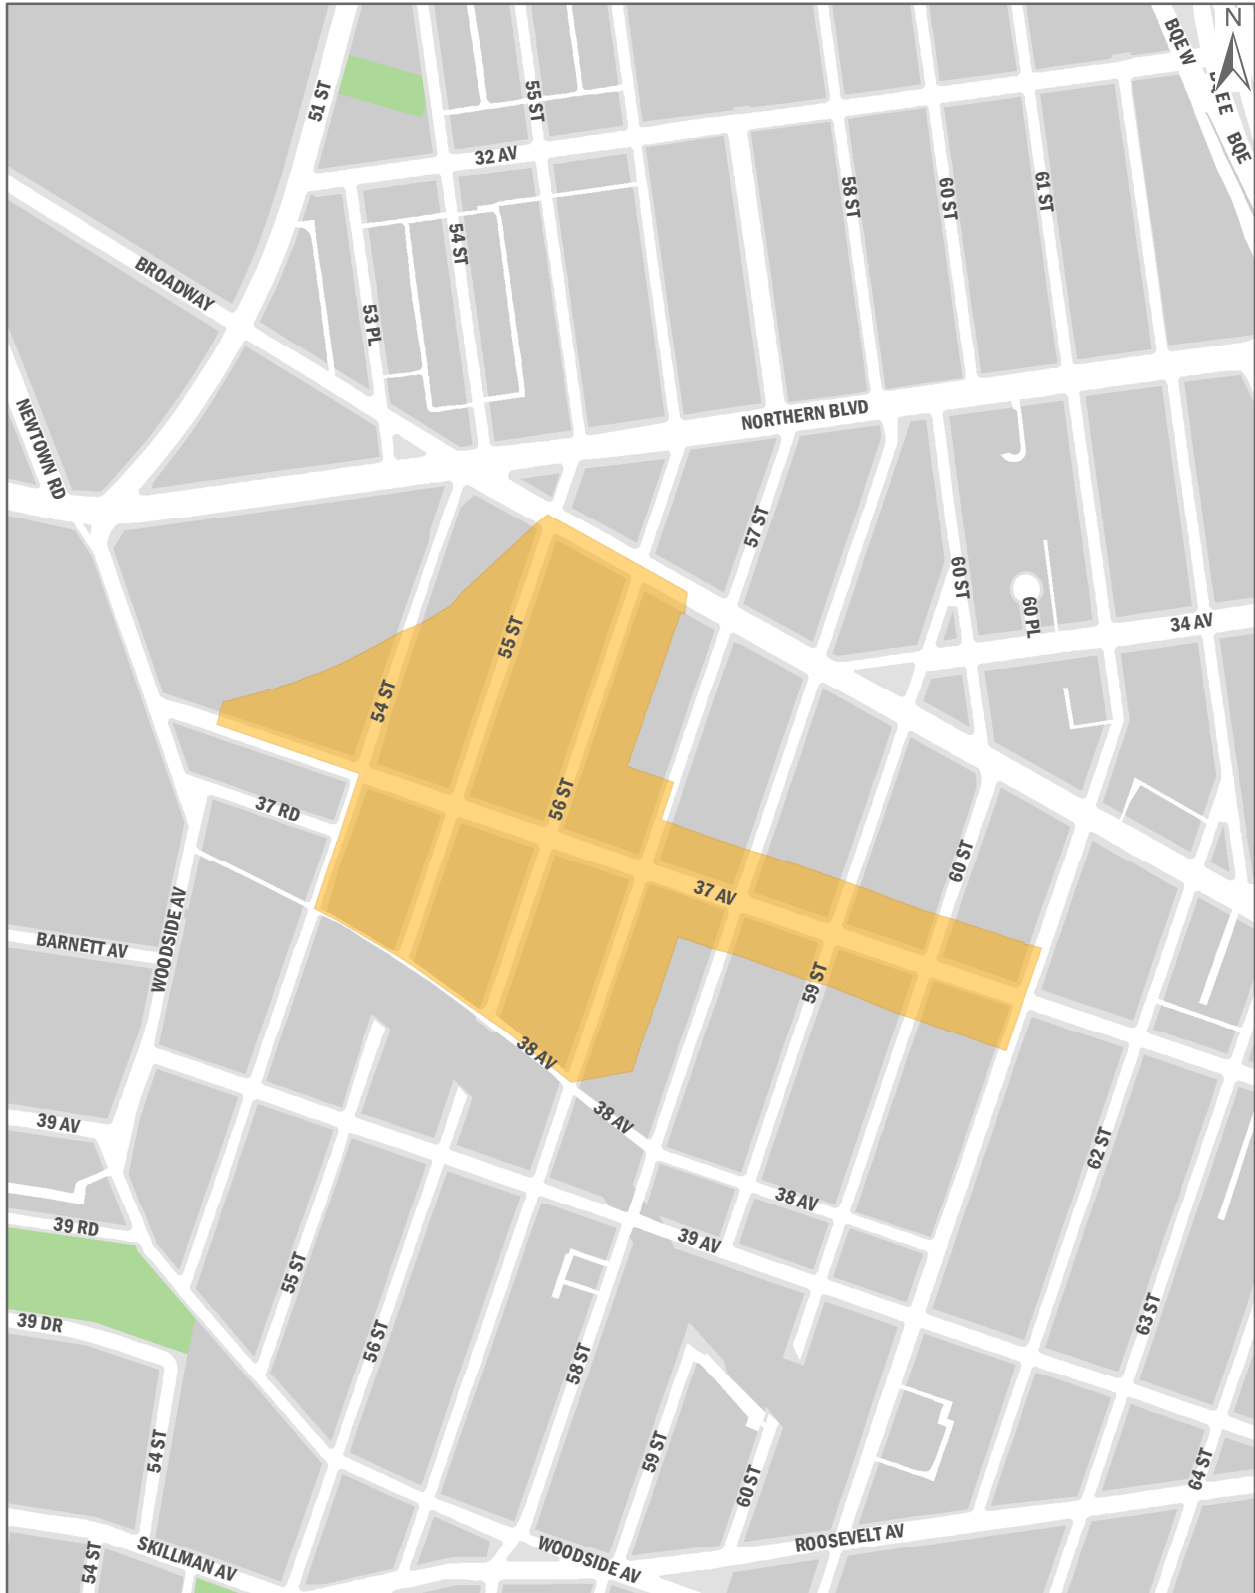 N
BQE W
BQE E
BQE
51 ST
55 ST
32 AV
58 ST
60 ST
61 ST
54 ST
BROADWAY
53 PL
NEWTOWN RD
NORTHERN BLVD
57 ST
60 ST
60 PL
34 AV
55 ST
54 ST
56 ST
37 RD
60 ST
37 AV
WOODSIDE AV
BARNETT AV
59 ST
38 AV
38 AV
39 AV
62 ST
38 AV
39 RD
39 AV
55 ST
63 ST
39 DR
56 ST
58 ST
54 ST
59 ST
60 ST
64 ST
ROOSEVELT AV
SKILLMAN AV
54 ST
WOODSIDE AV